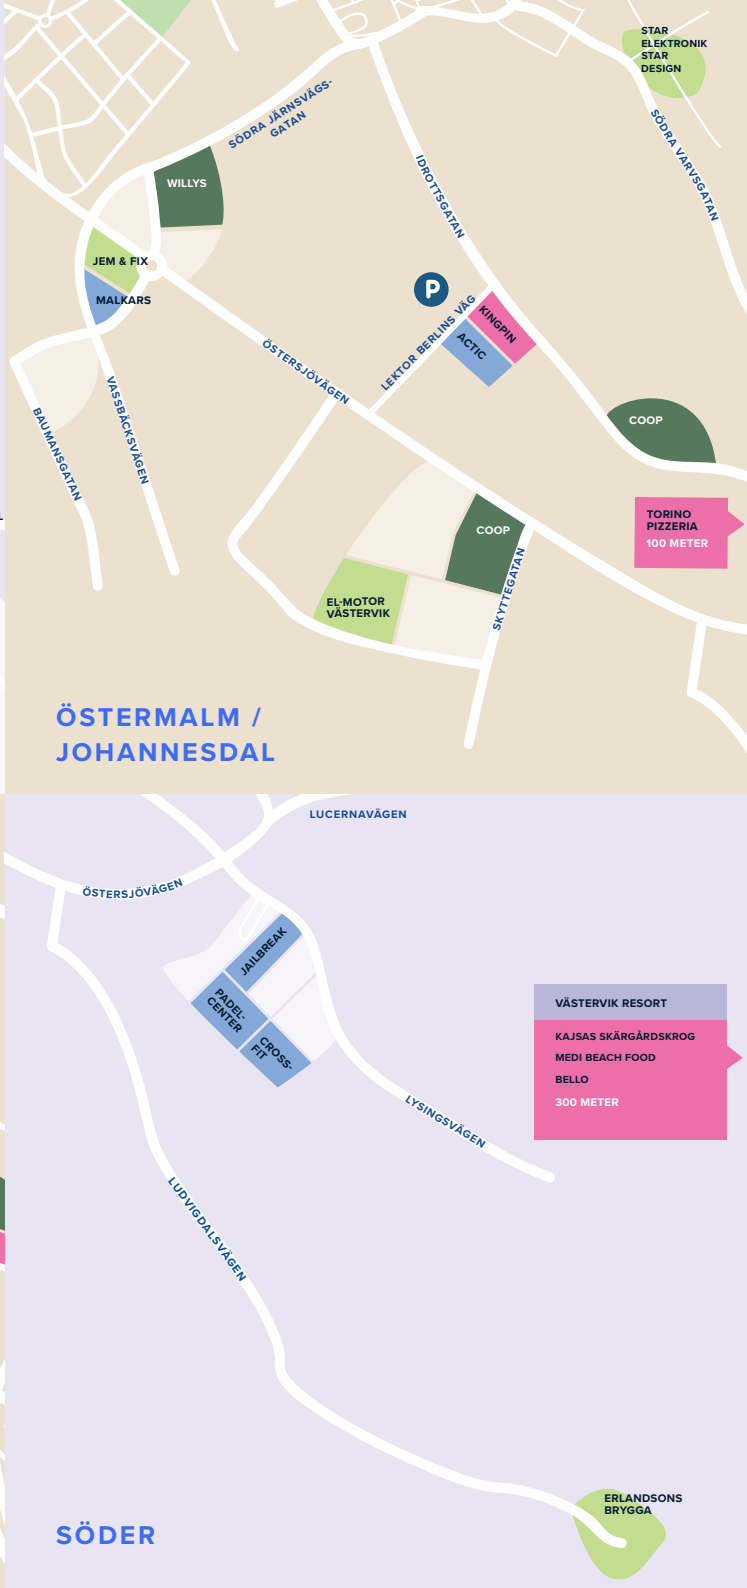 STAR
ELEKTRONIK
STAR
DESIGN
SÖDRA JÄRNSVÄGS-
GATAN
SÖDRA VARVSGATAN
IDROTTSGATAN
WILLYS
JEM & FIX
MALKARS
P
LEKTOR BERLINS VÄG
KINGPIN
ACTIC
ÖSTERSJÖVÄGEN
VASSBÄCKSVÄGEN
BAUMANSGATAN
COOP
TORINO
PIZZERIA
100 METER
COOP
SKYTTEGATAN
EL-MOTOR
VÄSTERVIK
ÖSTERMALM /
JOHANNESDAL
LUCERNAVÄGEN
ÖSTERSJÖVÄGEN
JAILBREAK
PADEL-
CENTER
CROSS-
FIT
VÄSTERVIK RESORT
KAJSAS SKÄRGÅRDSKROG
MEDI BEACH FOOD
BELLO
300 METER
LYSINGSVÄGEN
LUDVIGDALSVÄGEN
ERLANDSONS
BRYGGA
SÖDER